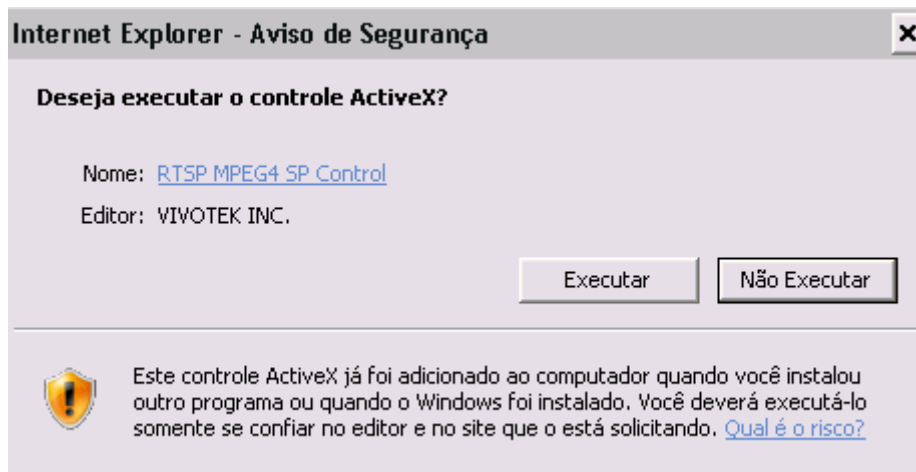 Internet Explorer - Aviso de Segurança
Deseja executar o controle ActiveX?
Nome: RTSP MPEG4 SP Control
Editor: VIVOTEK INC.
Executar Não Executar
Este controle ActiveX já foi adicionado ao computador quando você instalou
outro programa ou quando o Windows foi instalado. Você deverá executá-lo
somente se confiar no editor e no site que o está solicitando. Qual é o risco?